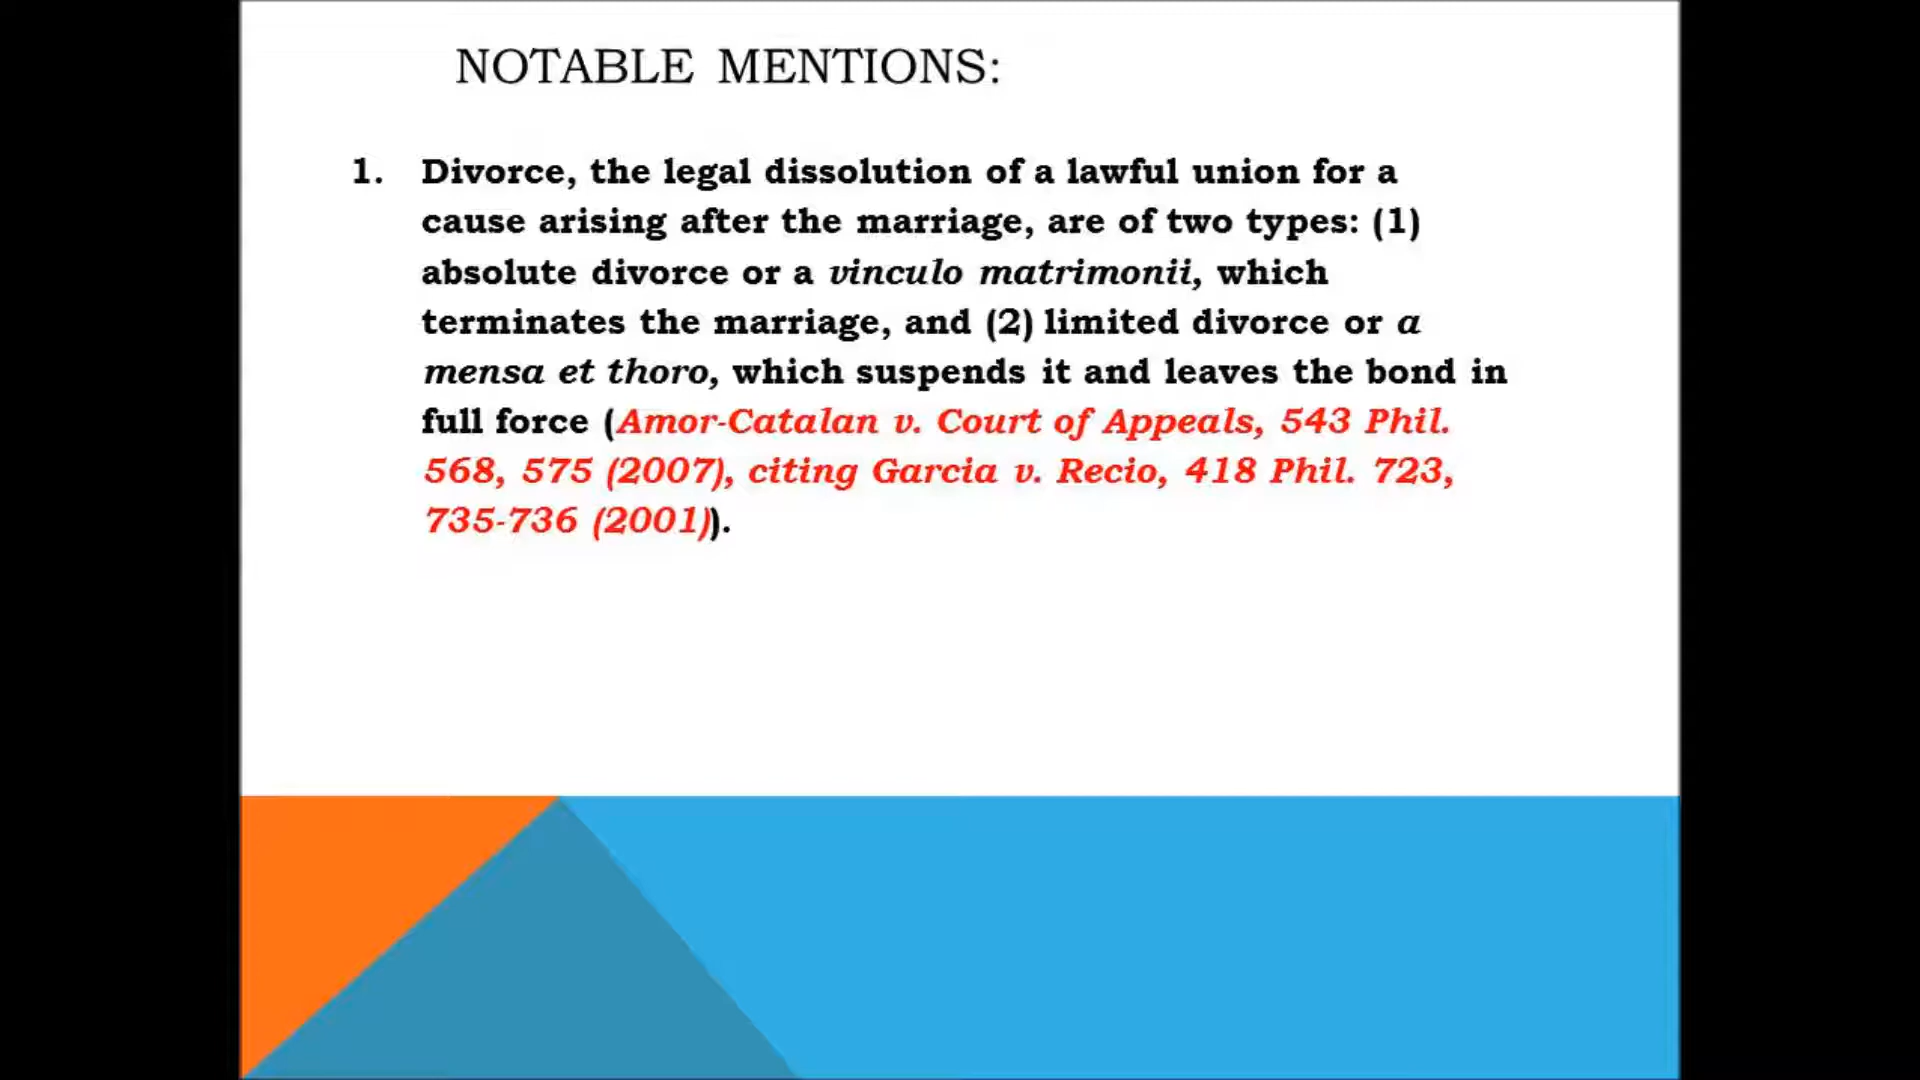 NOTABLE MENTIONS:
1. Divorce, the legal dissolution of a lawful union for a
cause arising after the marriage, are of two types: (1)
absolute divorce or a vinculo matrimonii, which
terminates the marriage, and (2) limited divorce or a
mensa et thoro, which suspends it and leaves the bond in
full force (Amor-Catalan v. Court of Appeals, 543 Phil.
568, 575 (2007), citing Garcia v. Recio, 418 Phil. 723,
735-736 (2001)).